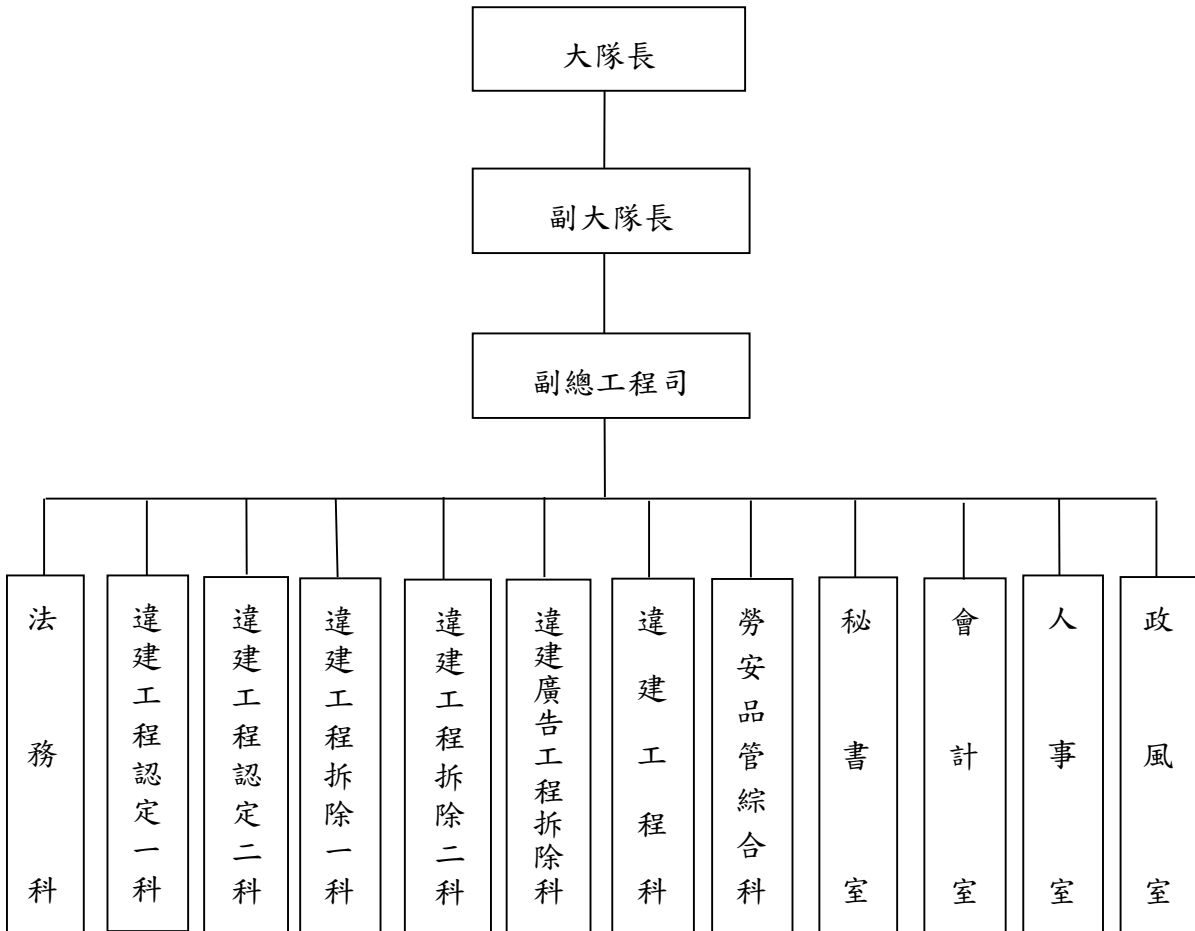 大隊長
副大隊長
副總工程司
法務科
違建工程認定一科
違建工程認定二科
違建工程拆除一科
違建工程拆除二科
違建廣告工程拆除科
違建工程科
勞安品管綜合科
秘書室
會計室
人事室
政風室